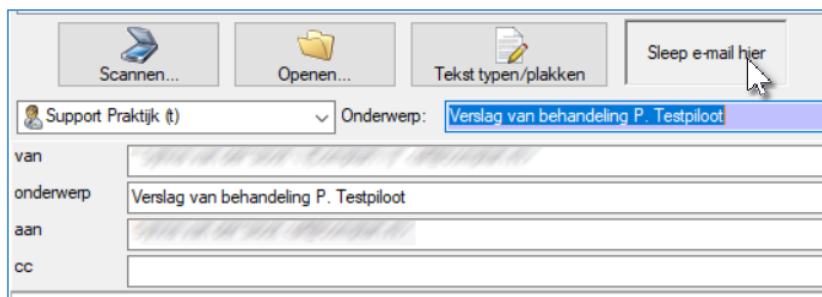 Scannen...
Openen...
Tekst typen/plakken
Sleep e-mail hier
Support Praktijk (t)
Onderwerp:
Verslag van behandeling P. Testpiloot
van
onderwerp
Verslag van behandeling P. Testpiloot
aan
cc